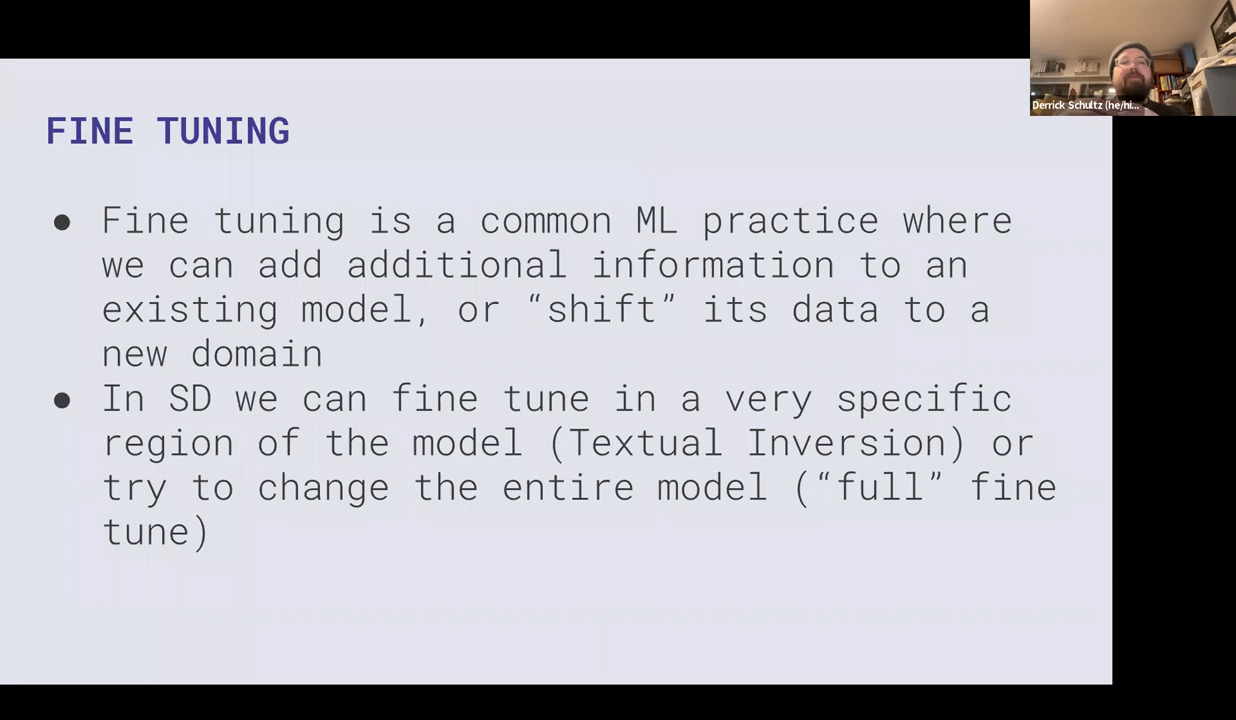 FINE TUNING
● Fine tuning is a common ML practice where
we can add additional information to an
existing model, or “shift” its data to a
new domain
● In SD we can fine tune in a very specific
region of the model (Textual Inversion) or
try to change the entire model (“full” fine
tune)
Derrick Schultz (he/hi...